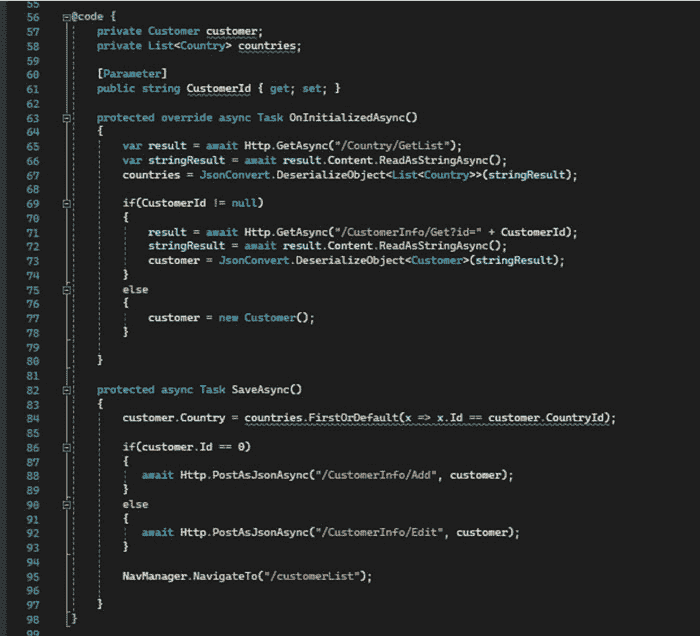 55
56 @code {
57 private Customer customer;
58 private List<Country> countries;
59
60 [Parameter]
61 public string CustomerId { get; set; }
62
63 protected override async Task OnInitializedAsync()
64 {
65 var result = await Http.GetAsync("/Country/GetList");
66 var stringResult = await result.Content.ReadAsStringAsync();
67 countries = JsonConvert.DeserializeObject<List<Country>>(stringResult);
68
69 if(CustomerId != null)
70 {
71 result = await Http.GetAsync("/CustomerInfo/Get?id=" + CustomerId);
72 stringResult = await result.Content.ReadAsStringAsync();
73 customer = JsonConvert.DeserializeObject<Customer>(stringResult);
74 }
75 else
76 {
77 customer = new Customer();
78 }
79
80 }
81
82 protected async Task SaveAsync()
83 {
84 customer.Country = countries.FirstOrDefault(x => x.Id == customer.CountryId);
85
86 if(customer.Id == 0)
87 {
88 await Http.PostAsJsonAsync("/CustomerInfo/Add", customer);
89 }
90 else
91 {
92 await Http.PostAsJsonAsync("/CustomerInfo/Edit", customer);
93 }
94
95 NavManager.NavigateTo("/customerList");
96
97 }
98 }
99